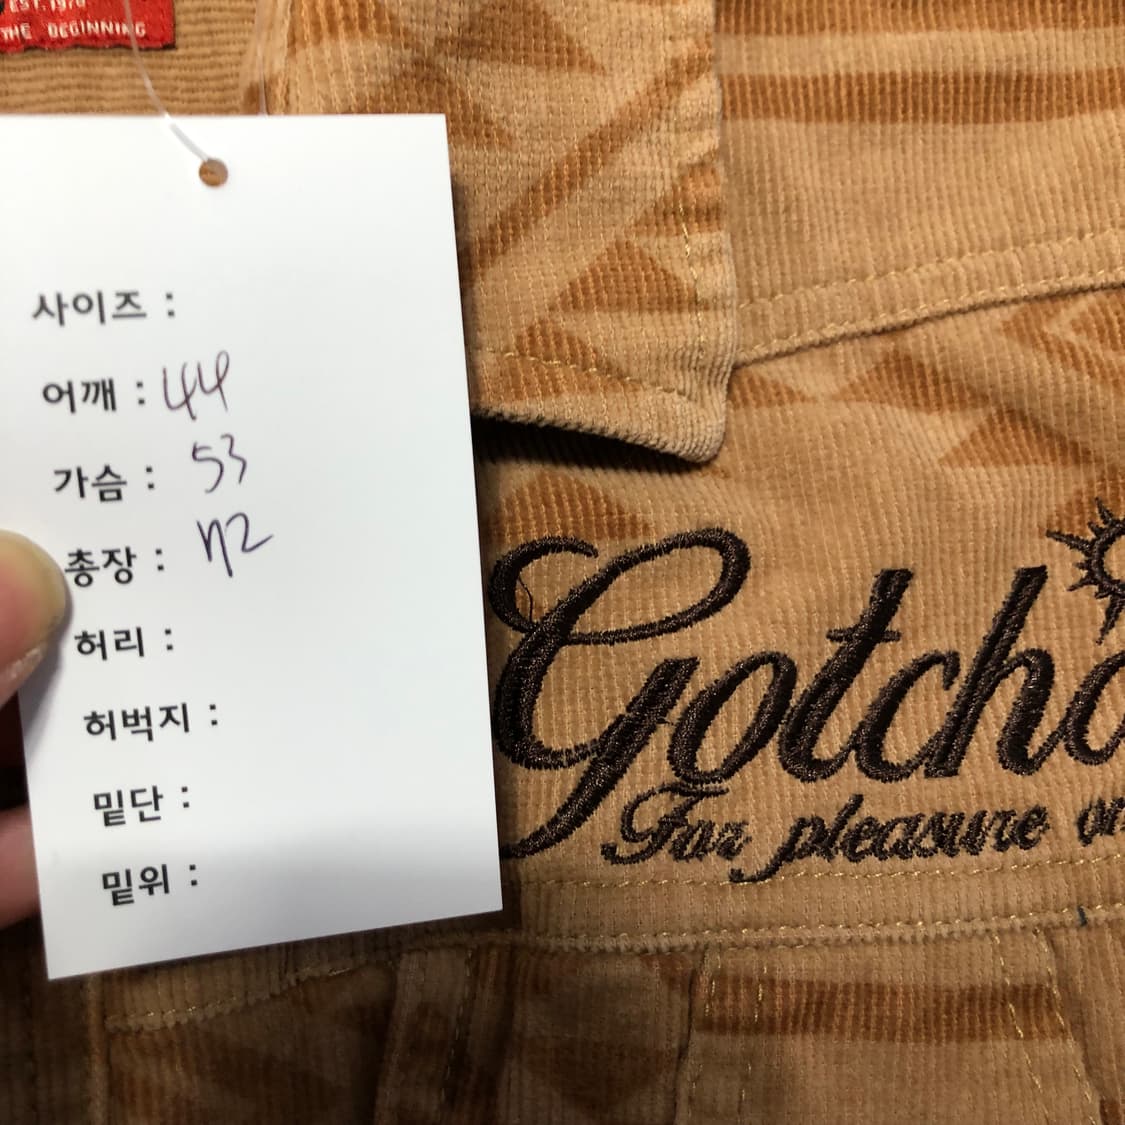 EST. 1978
THE BEGINNING
사이즈 :
어깨 : 44
가슴 : 53
총장 : 72
허리 :
허벅지 :
밑단 :
밑위 :
Gotcha
For pleasure on